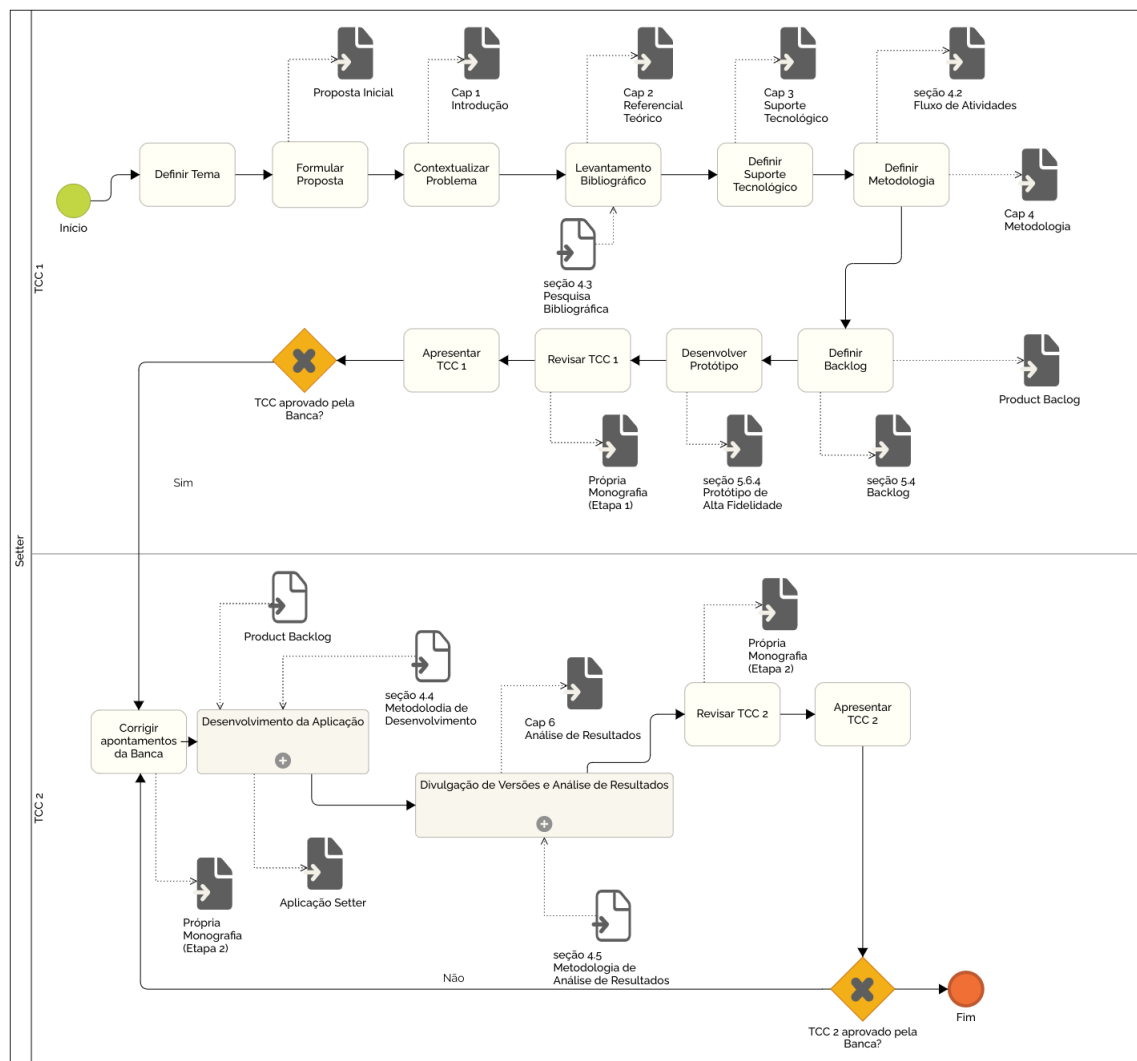 Setter
TCC 1
Proposta Inicial
Cap 1
Introdução
Cap 2
Referencial
Teórico
Cap 3
Suporte
Tecnológico
seção 4.2
Fluxo de Atividades
Início
Definir Tema
Formular
Proposta
Contextualizar
Problema
Levantamento
Bibliográfico
Definir
Suporte
Tecnológico
Definir
Metodologia
Cap 4
Metodologia
seção 4.3
Pesquisa
Bibliográfica
TCC aprovado pela
Banca?
Apresentar
TCC 1
Revisar TCC 1
Desenvolver
Protótipo
Definir
Backlog
Product Baclog
Sim
Própria
Monografia
(Etapa 1)
seção 5.6.4
Protótipo de
Alta Fidelidade
seção 5.4
Backlog
TCC 2
Product Backlog
seção 4.4
Metodolodia de
Desenvolvimento
Cap 6
Análise de Resultados
Própria
Monografia
(Etapa 2)
Corrigir
apontamentos
da Banca
Desenvolvimento da Aplicação
Divulgação de Versões e Análise de Resultados
Revisar TCC 2
Apresentar
TCC 2
Própria
Monografia
(Etapa 2)
Aplicação Setter
seção 4.5
Metodologia de
Análise de Resultados
Não
TCC 2 aprovado pela
Banca?
Fim